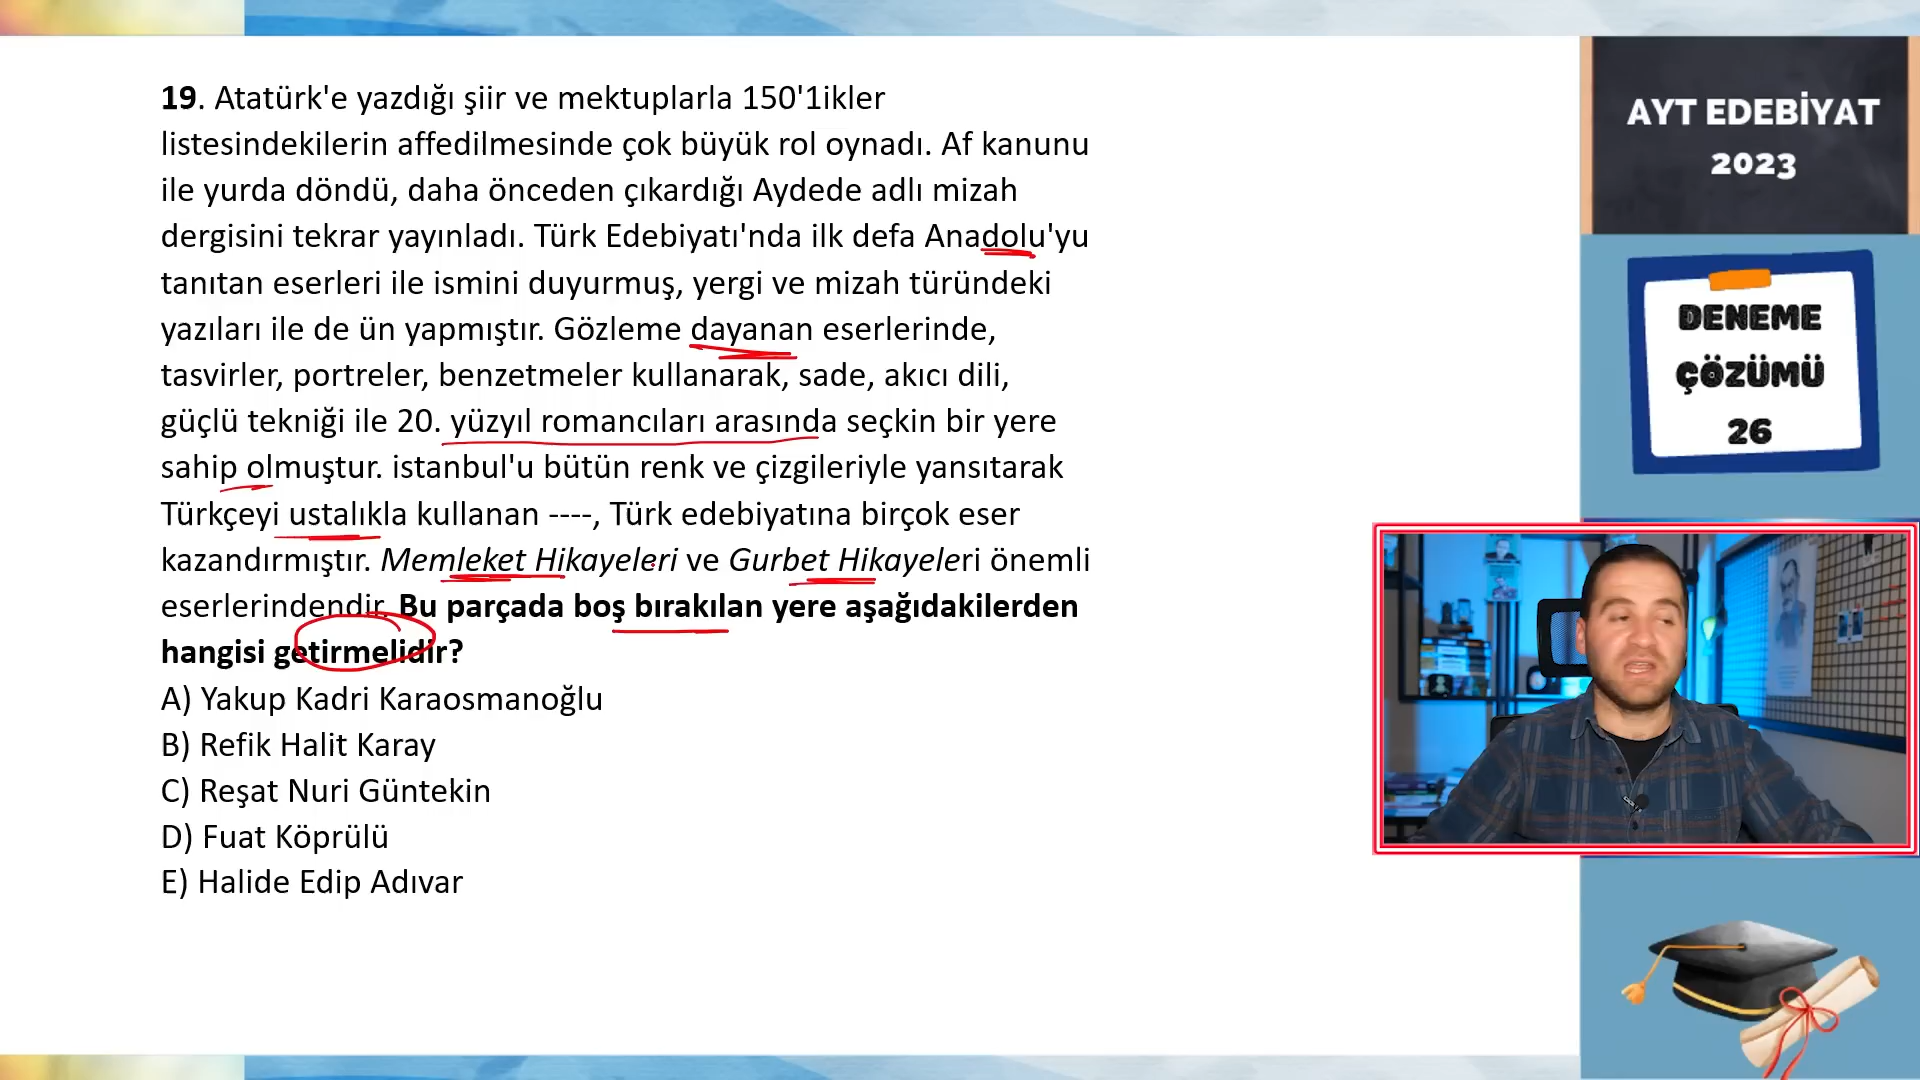 19. Atatürk'e yazdığı şiir ve mektuplarla 150'1ikler
listesindekilerin affedilmesinde çok büyük rol oynadı. Af kanunu
ile yurda döndü, daha önceden çıkardığı Aydede adlı mizah
dergisini tekrar yayınladı. Türk Edebiyatı'nda ilk defa Anadolu'yu
tanıtan eserleri ile ismini duyurmuş, yergi ve mizah türündeki
yazıları ile de ün yapmıştır. Gözleme dayanan eserlerinde,
tasvirler, portreler, benzetmeler kullanarak, sade, akıcı dili,
güçlü tekniği ile 20. yüzyıl romancıları arasında seçkin bir yere
sahip olmuştur. istanbul'u bütün renk ve çizgileriyle yansıtarak
Türkçeyi ustalıkla kullanan ----, Türk edebiyatına birçok eser
kazandırmıştır. Memleket Hikayeleri ve Gurbet Hikayeleri önemli
eserlerindendir. Bu parçada boş bırakılan yere aşağıdakilerden
hangisi getirmelidir?
A) Yakup Kadri Karaosmanoğlu
B) Refik Halit Karay
C) Reşat Nuri Güntekin
D) Fuat Köprülü
E) Halide Edip Adıvar
AYT EDEBİYAT
2023
DENEME
ÇÖZÜMÜ
26